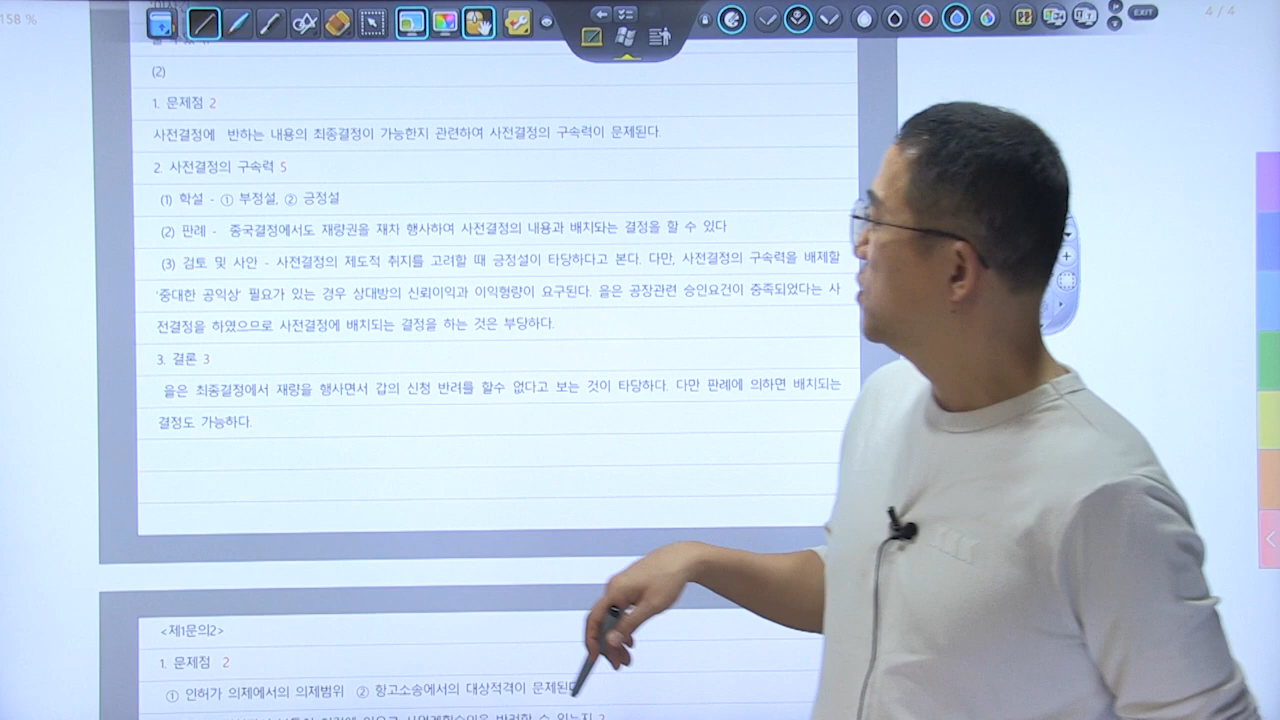 158 %
4 / 4
EXIT
(2)
1. 문제점 2
사전결정에 반하는 내용의 최종결정이 가능한지 관련하여 사전결정의 구속력이 문제된다.
2. 사전결정의 구속력 5
(1) 학설 - ① 부정설, ② 긍정설
(2) 판례 - 중국결정에서도 재량권을 재차 행사하여 사전결정의 내용과 배치돠는 결정을 할 수 있다
(3) 검토 및 사안 - 사전결정의 제도적 취지를 고려할 때 긍정설이 타당하다고 본다. 다만, 사전결정의 구속력을 배제할
'중대한 공익상' 필요가 있는 경우 상대방의 신뢰이익과 이익형량이 요구된다. 을은 공장관련 승인요건이 충족되었다는 사
전결정을 하였으므로 사전결정에 배치되는 결정을 하는 것은 부당하다.
3. 결론 3
을은 최종결정에서 재량을 행사면서 갑의 신청 반려를 할수 없다고 보는 것이 타당하다. 다만 판례에 의하면 배치되는
결정도 가능하다.
<제1문의2>
1. 문제점 2
① 인허가 의제에서의 의제범위 ② 항고소송에서의 대상적격이 문제된다